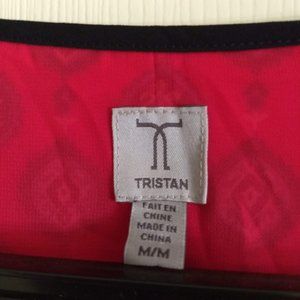 TRISTAN
FAIT EN
CHINE
MADE IN
CHINA
M/M